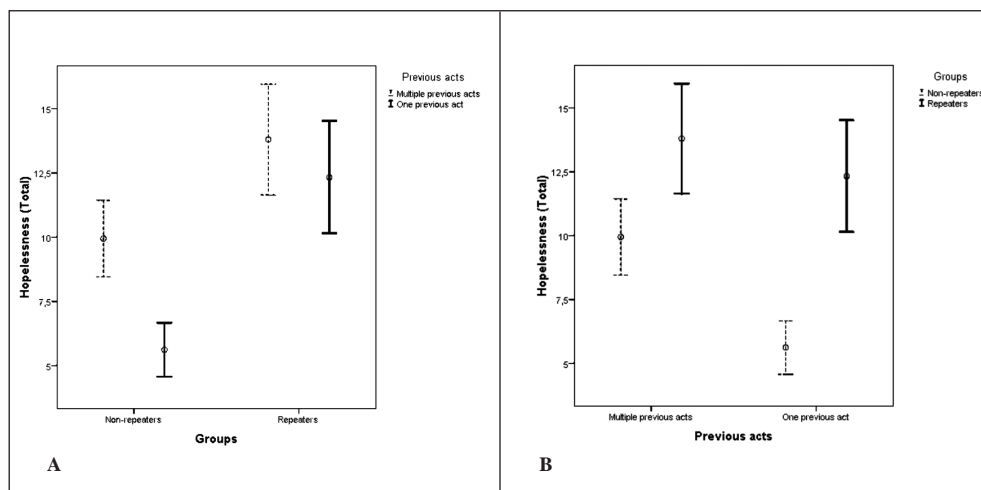 Previous acts
Multiple previous acts
One previous act
15
12,5
10
7,5
5
Hopelessness (Total)
Non-repeaters
Repeaters
Groups
A
Groups
Non-repeaters
Repeaters
15
12,5
10
7,5
5
Hopelessness (Total)
Multiple previous acts
One previous act
Previous acts
B